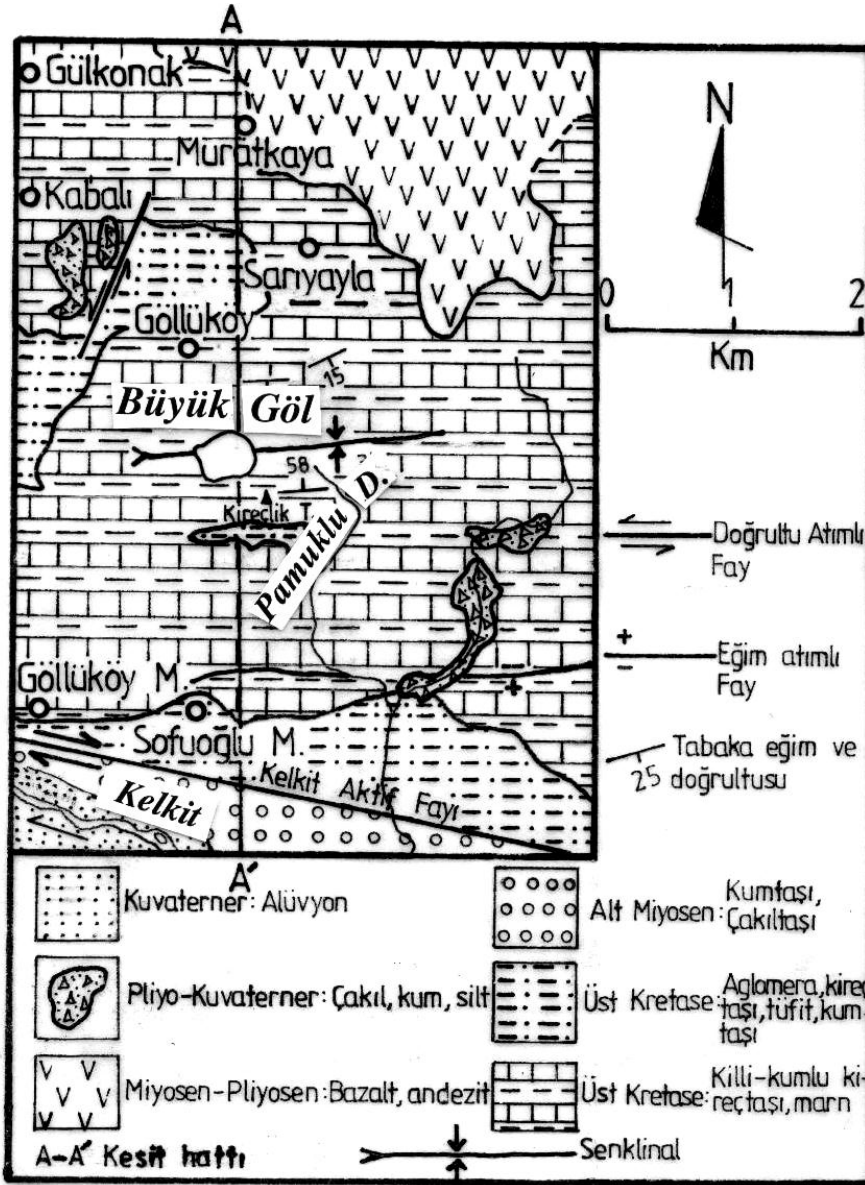 A
Gülkonak
Muratkaya
Kabalı
Sarıyayla
Göllüköy
15
Büyük Göl
58
Kireçlik T
Pamuklu D.
Göllüköy M
Sofuoğlu M.
Kelkit Aktif Fayı
Kelkit
A'
N
0 1 2
Km
Doğrultu Atımlı
Fay
+
-
Eğim atımlı
Fay
25
Tabaka eğim ve
doğrultusu
Kuvaterner: Alüvyon
Pliyo-Kuvaterner: Çakıl, kum, silt
Miyosen-Pliyosen: Bazalt, andezit
Alt Miyosen: Kumtaşı,
Çakıltaşı
Üst Kretase: Aglomera, kireç
taşı, tüfit, kum
taşı
Üst Kretase: Killi-kumlu ki-
reçtaşı, marn
A-A' Kesit hattı
Senklinal